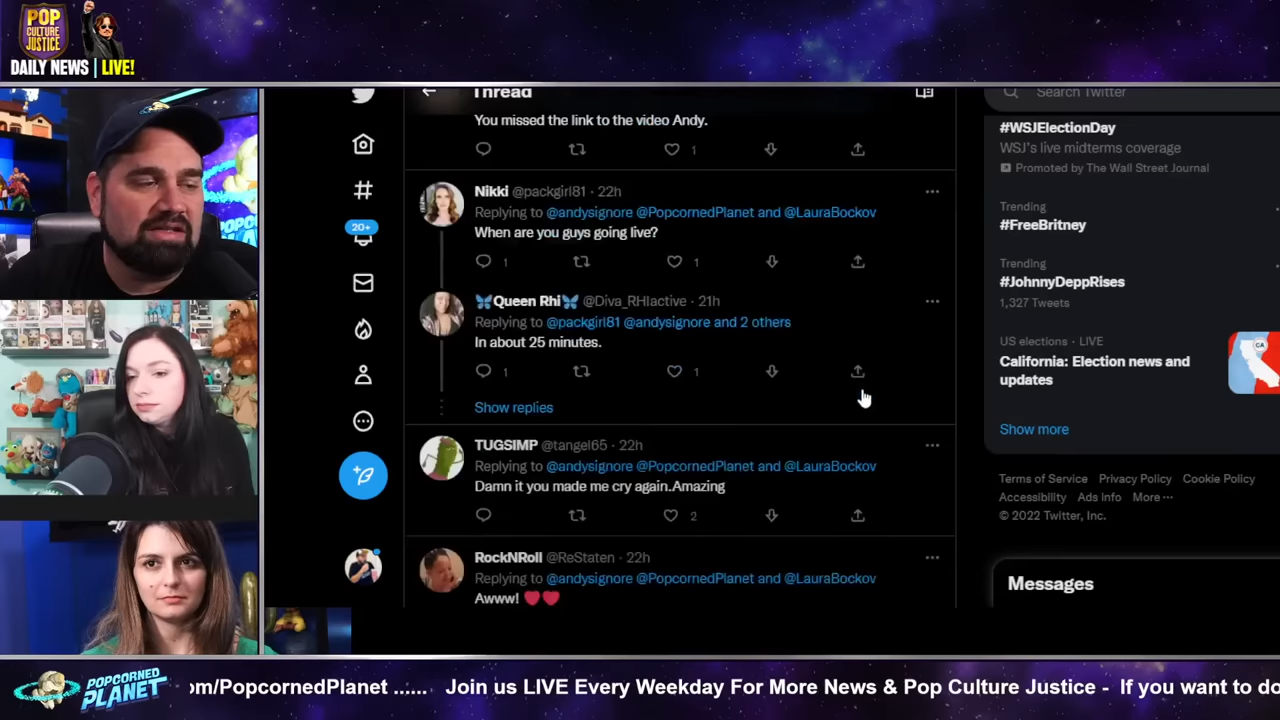 POP
CULTURE
JUSTICE
DAILY NEWS | LIVE!
Thread
You missed the link to the video Andy.
1
Nikki @packgirl81 · 22h
Replying to @andysignore @PopcornedPlanet and @LauraBockov
When are you guys going live?
1 1
🦋Queen Rhi🦋 @Diva_RHIactive · 21h
Replying to @packgirl81 @andysignore and 2 others
In about 25 minutes.
1 1
Show replies
TUGSIMP @tangel65 · 22h
Replying to @andysignore @PopcornedPlanet and @LauraBockov
Damn it you made me cry again.Amazing
2
RockNRoll @ReStaten · 22h
Replying to @andysignore @PopcornedPlanet and @LauraBockov
Awww! ❤️❤️
20+
Search Twitter
#WSJElectionDay
WSJ's live midterms coverage
Promoted by The Wall Street Journal
Trending
#FreeBritney
Trending
#JohnnyDeppRises
1,327 Tweets
US elections · LIVE
California: Election news and
updates
CA
Show more
Terms of Service Privacy Policy Cookie Policy
Accessibility Ads info More ···
© 2022 Twitter, Inc.
Messages
POPCORNED
PLANET
om/PopcornedPlanet ...... Join us LIVE Every Weekday For More News & Pop Culture Justice - If you want to do